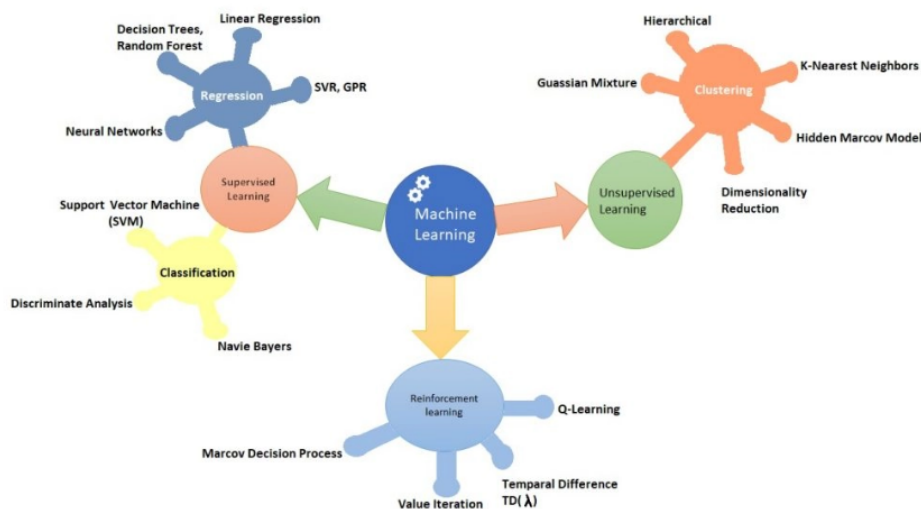 Linear Regression
Decision Trees,
Random Forest
Regression
SVR, GPR
Neural Networks
Supervised
Learning
Support Vector Machine
(SVM)
Classification
Discriminate Analysis
Navie Bayers
Machine
Learning
Hierarchical
K-Nearest Neighbors
Guassian Mixture
Clustering
Hidden Marcov Model
Unsupervised
Learning
Dimensionality
Reduction
Reinforcement
learning
Q-Learning
Marcov Decision Process
Temparal Difference
TD(λ)
Value Iteration